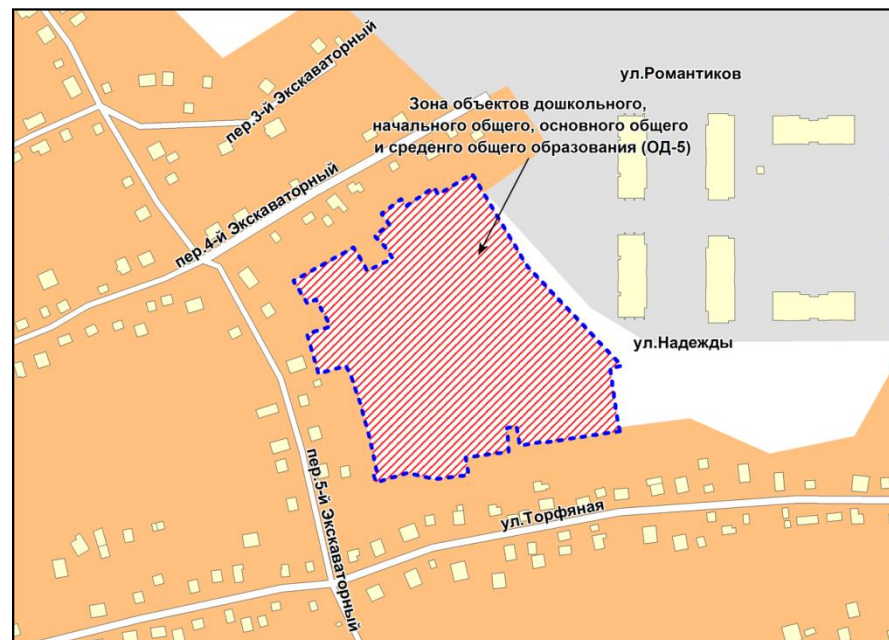 ул.Романтиков
Зона объектов дошкольного,
начального общего, основного общего
и среденго общего образования (ОД-5)
пер.3-й Экскаваторный
пер.4-й Экскаваторный
ул.Надежды
пер.5-й Экскаваторный
ул.Торфяная